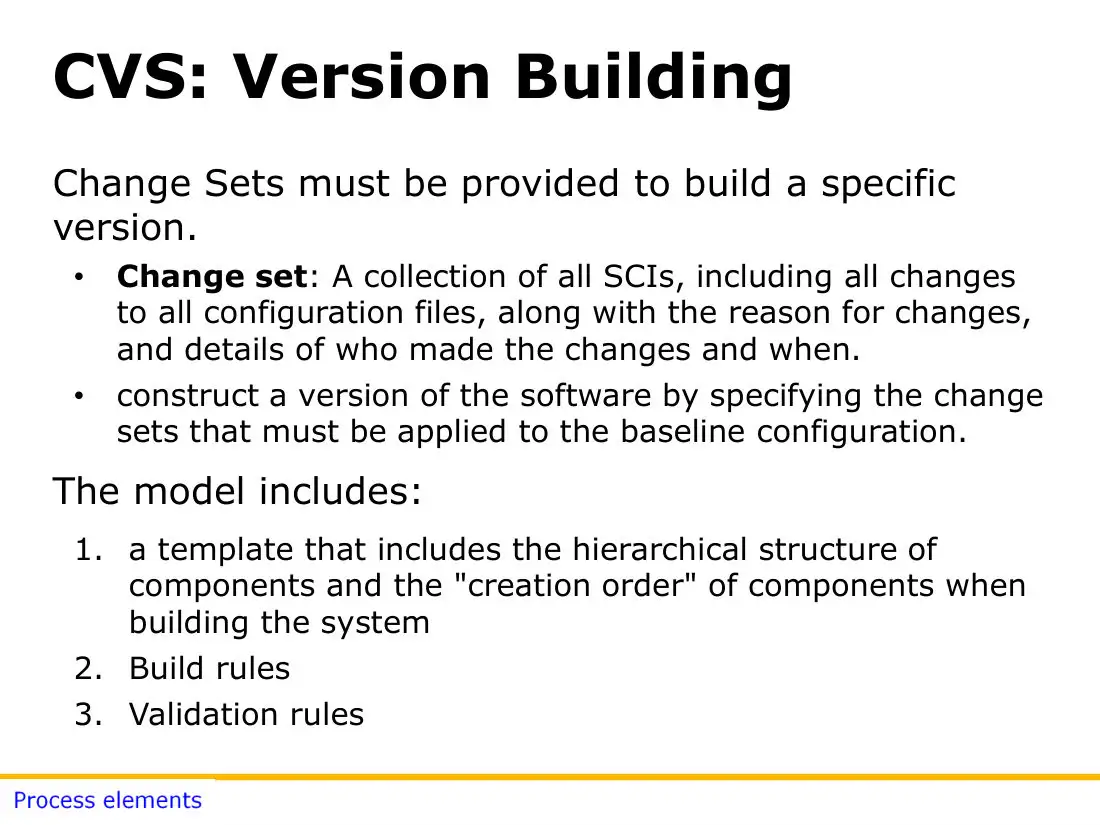 CVS: Version Building
Change Sets must be provided to build a specific
version.
• Change set: A collection of all SCIs, including all changes
to all configuration files, along with the reason for changes,
and details of who made the changes and when.
• construct a version of the software by specifying the change
sets that must be applied to the baseline configuration.
The model includes:
1. a template that includes the hierarchical structure of
components and the "creation order" of components when
building the system
2. Build rules
3. Validation rules
Process elements